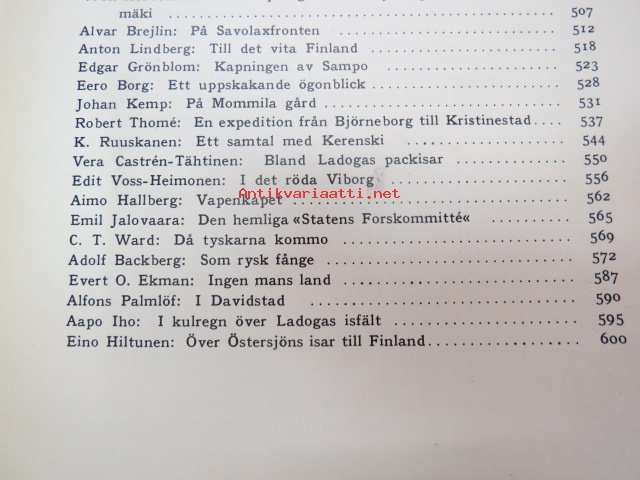 mäki ........................................ 507
Alvar Brejlin: På Savolaxfronten ........................ 512
Anton Lindberg: Till det vita Finland .................... 518
Edgar Grönblom: Kapningen av Sampo .................... 523
Eero Borg: Ett uppskakande ögonblick .................... 528
Johan Kemp: På Mommila gård ........................ 531
Robert Thomé: En expedition från Björneborg till Kristinestad .... 537
K. Ruuskanen: Ett samtal med Kerenski .................... 544
Vera Castrén-Tähtinen: Bland Ladogas packisar ................ 550
Edit Voss-Heimonen: I det röda Viborg .................... 556
Antikvariaatti.net
Aimo Hallberg: Vapenkapet ........................ 562
Emil Jalovaara: Den hemliga «Statens Forskommitté« ............ 565
C. T. Ward: Då tyskarna kommo ........................ 569
Adolf Backberg: Som rysk fånge ........................ 572
Evert O. Ekman: Ingen mans land ........................ 587
Alfons Palmlöf: I Davidstad ........................ 590
Aapo Iho: I kulregn över Ladogas isfält .................... 595
Eino Hiltunen: Över Östersjöns isar till Finland ................ 600